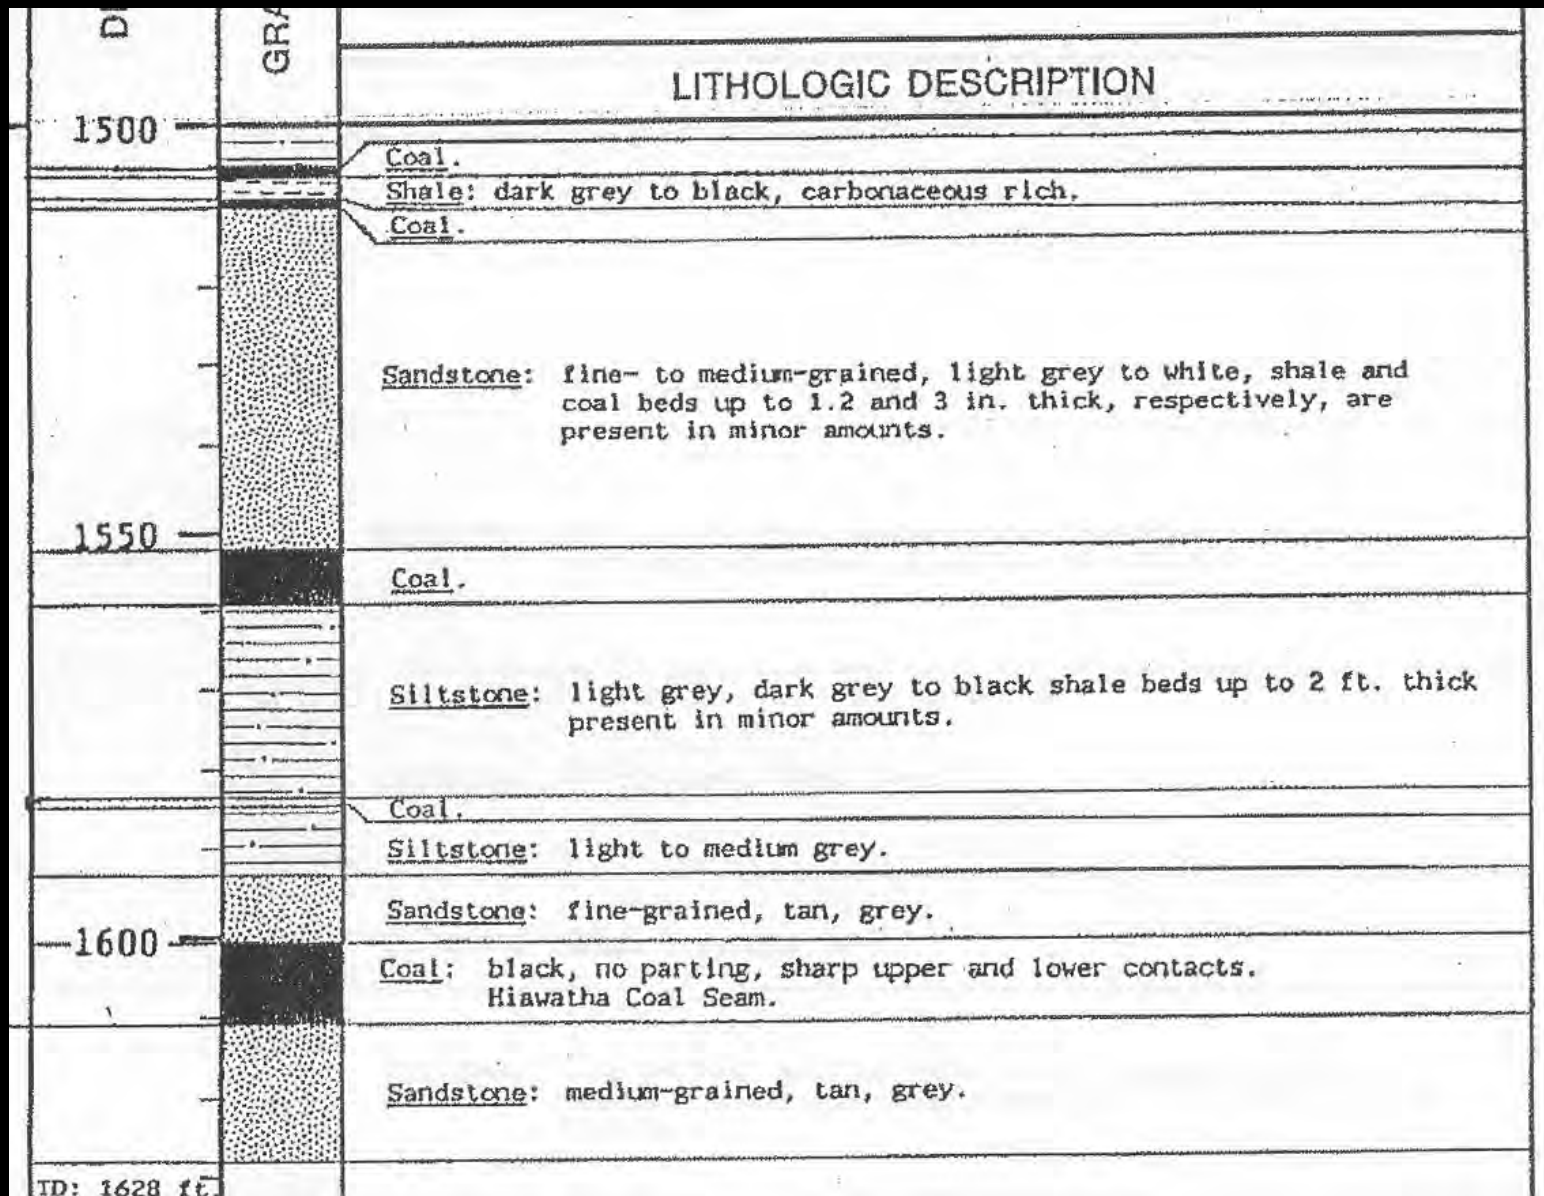 LITHOLOGIC DESCRIPTION
1500
Coal.
Shale: dark grey to black, carbonaceous rich.
Coal.
Sandstone: fine- to medium-grained, light grey to white, shale and
coal beds up to 1.2 and 3 in. thick, respectively, are
present in minor amounts.
1550
Coal.
Siltstone: light grey, dark grey to black shale beds up to 2 ft. thick
present in minor amounts.
Coal.
Siltstone: light to medium grey.
Sandstone: fine-grained, tan, grey.
1600
Coal: black, no parting, sharp upper and lower contacts.
Hiawatha Coal Seam.
Sandstone: medium-grained, tan, grey.
TD: 1628 ft.